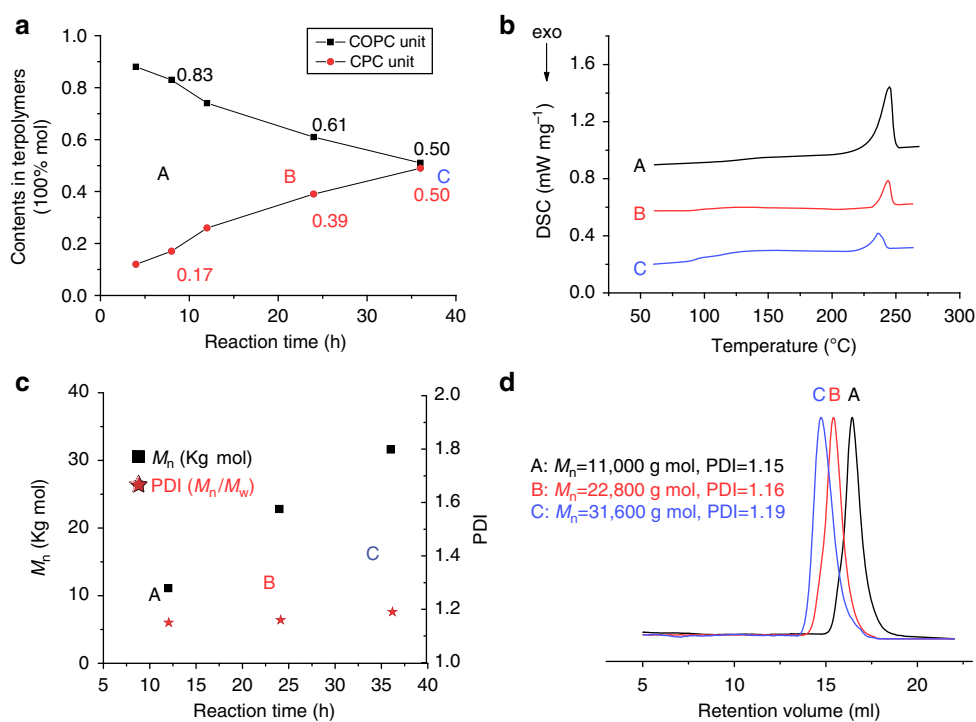 a
COPC unit
CPC unit
1.0
0.8
0.6
0.4
0.2
0.0
0.83
0.61
0.50
A
B
C
0.17
0.39
0.50
0
10
20
30
40
Contents in terpolymers
(100% mol)
Reaction time (h)
b
exo
1.8
1.2
0.6
0.4
0.0
A
B
C
50
100
150
200
250
300
DSC (mW mg⁻¹)
Temperature (°C)
c
40
30
20
10
0
2.0
1.8
1.6
1.4
1.2
1.0
Mn (Kg mol)
PDI (Mn/Mw)
A
B
C
5
10
15
20
25
30
35
40
Mn (Kg mol)
PDI
Reaction time (h)
d
C B A
A: Mn=11,000 g mol, PDI=1.15
B: Mn=22,800 g mol, PDI=1.16
C: Mn=31,600 g mol, PDI=1.19
5
10
15
20
Retention volume (ml)